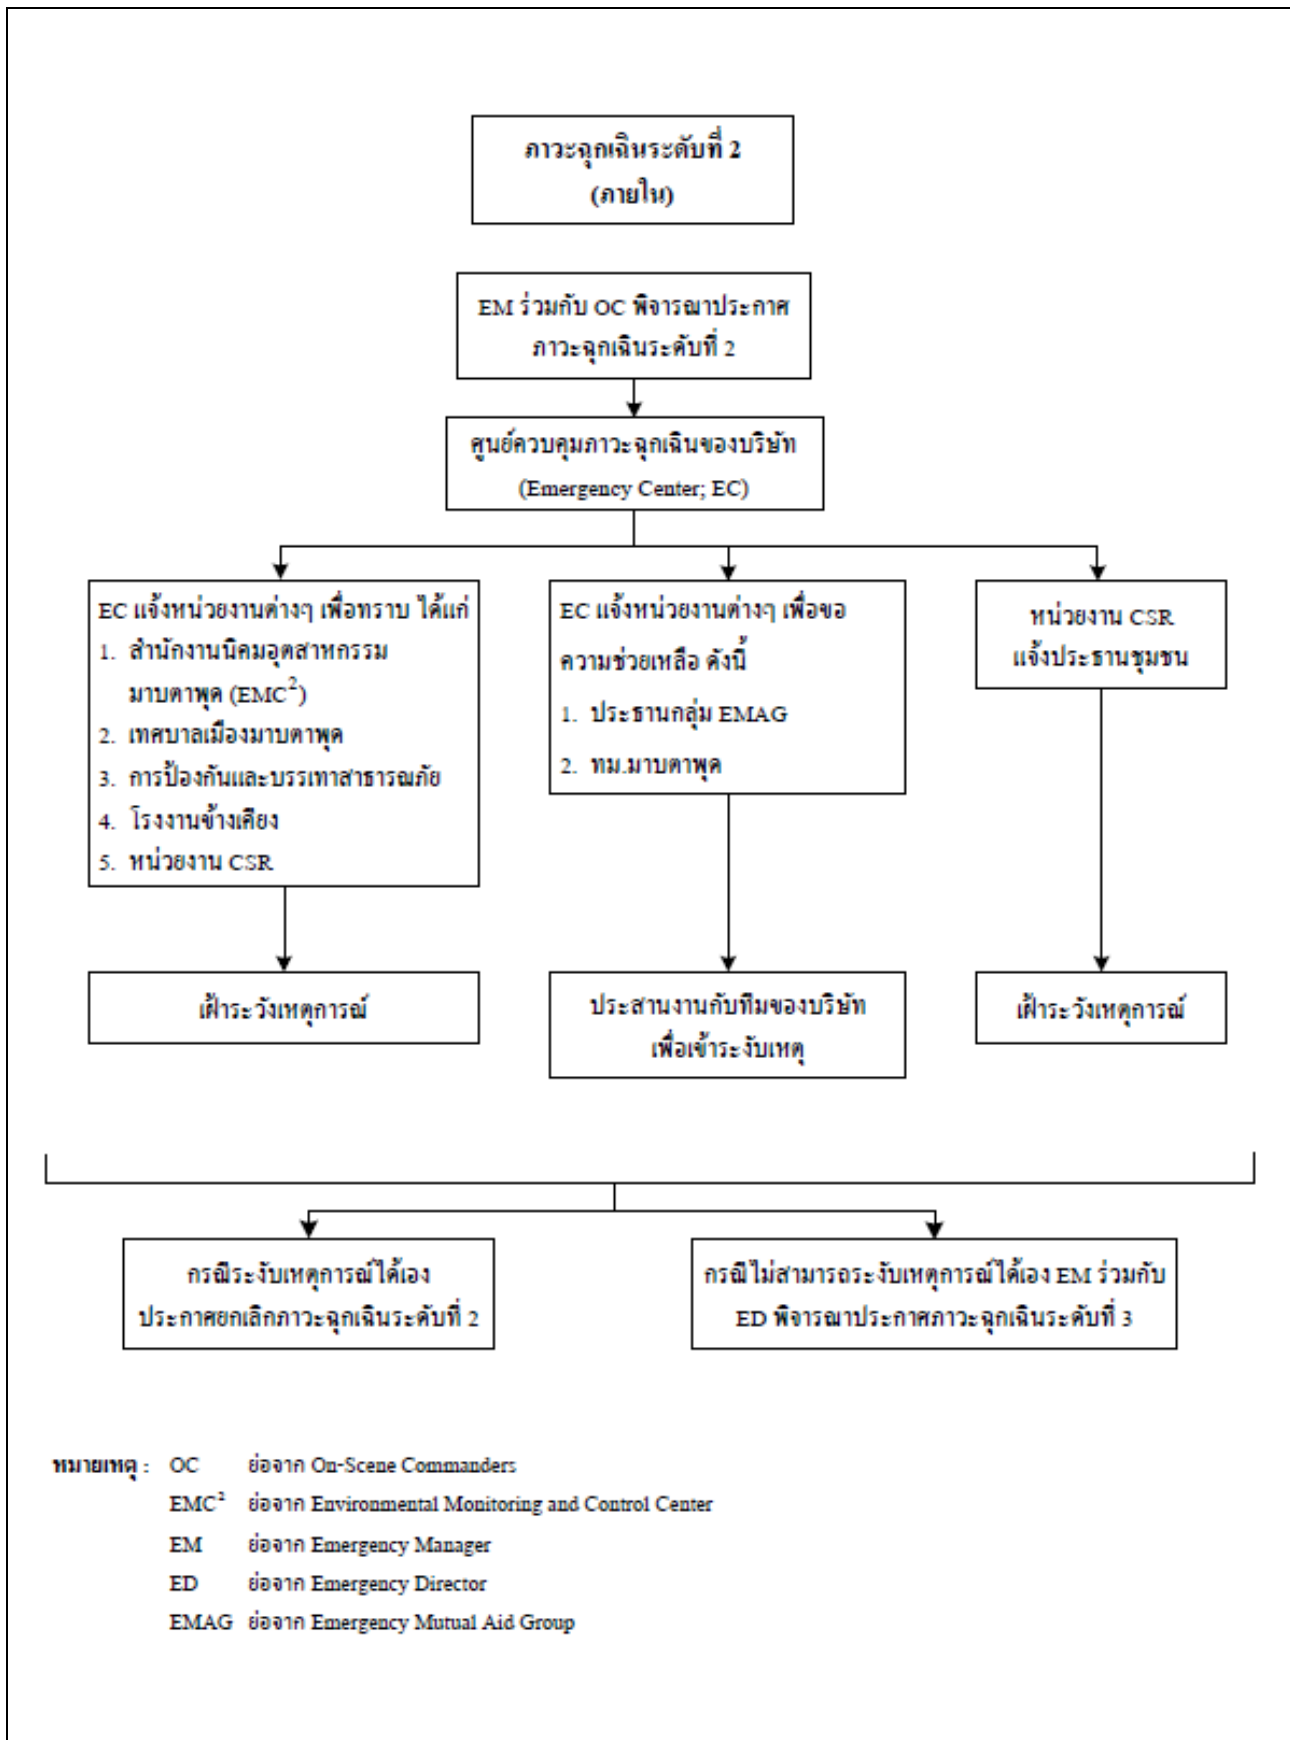 ภาวะฉุกเฉินระดับที่ 2
(ภายใน)
EM ร่วมกับ OC พิจารณาประกาศ
ภาวะฉุกเฉินระดับที่ 2
ศูนย์ควบคุมภาวะฉุกเฉินของบริษัท
(Emergency Center; EC)
EC แจ้งหน่วยงานต่างๆ เพื่อทราบ ได้แก่
1. สำนักงานนิคมอุตสาหกรรม
มาบตาพุด (EMC²)
2. เทศบาลเมืองมาบตาพุด
3. การป้องกันและบรรเทาสาธารณภัย
4. โรงงานข้างเคียง
5. หน่วยงาน CSR
EC แจ้งหน่วยงานต่างๆ เพื่อขอ
ความช่วยเหลือ ดังนี้
1. ประธานกลุ่ม EMAG
2. ทม.มาบตาพุด
หน่วยงาน CSR
แจ้งประธานชุมชน
เฝ้าระวังเหตุการณ์
ประสานงานกับทีมของบริษัท
เพื่อเข้าระงับเหตุ
เฝ้าระวังเหตุการณ์
กรณีระงับเหตุการณ์ได้เอง
ประกาศยกเลิกภาวะฉุกเฉินระดับที่ 2
กรณีไม่สามารถระงับเหตุการณ์ได้เอง EM ร่วมกับ
ED พิจารณาประกาศภาวะฉุกเฉินระดับที่ 3
หมายเหตุ : OC ย่อจาก On-Scene Commanders
EMC² ย่อจาก Environmental Monitoring and Control Center
EM ย่อจาก Emergency Manager
ED ย่อจาก Emergency Director
EMAG ย่อจาก Emergency Mutual Aid Group